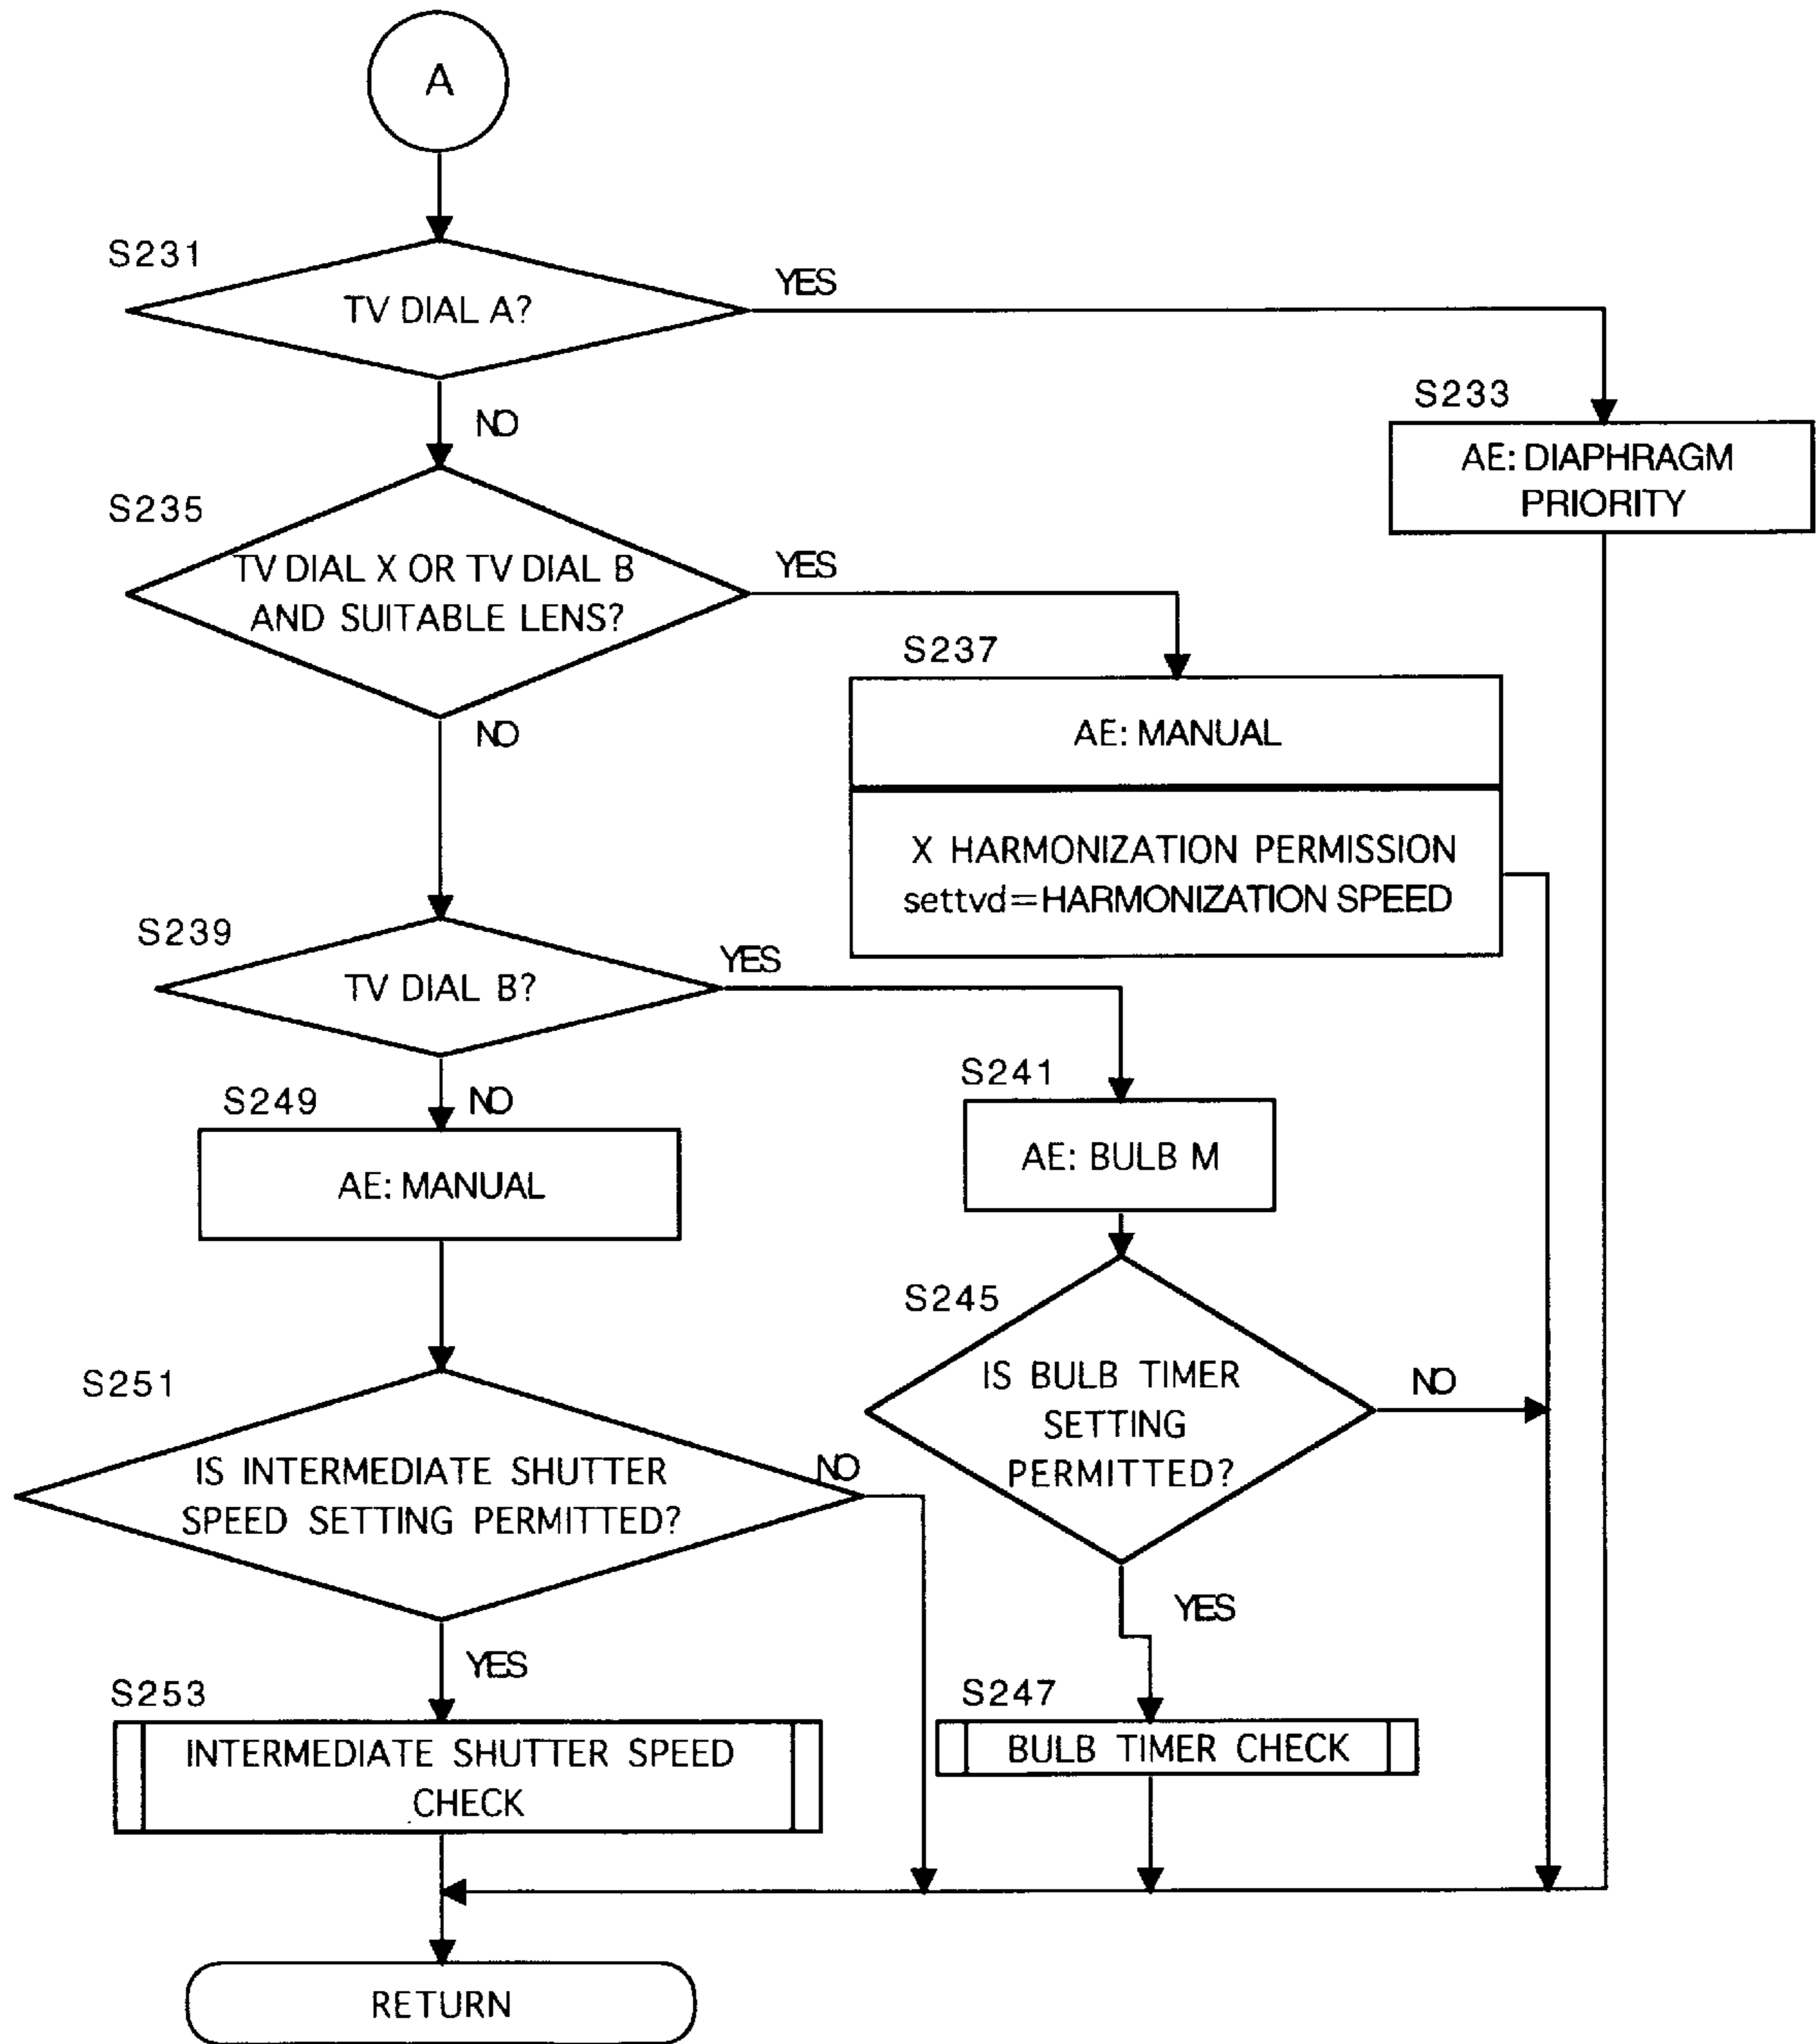 A
S231
TV DIAL A?
YES
NO
S233
AE: DIAPHRAGM
PRIORITY
S235
TV DIAL X OR TV DIAL B
AND SUITABLE LENS?
YES
NO
S237
AE: MANUAL
X HARMONIZATION PERMISSION
settvd=HARMONIZATION SPEED
S239
TV DIAL B?
YES
NO
S241
AE: BULB M
S249
AE: MANUAL
S245
IS BULB TIMER
SETTING
PERMITTED?
NO
YES
S251
IS INTERMEDIATE SHUTTER
SPEED SETTING PERMITTED?
NO
YES
S253
INTERMEDIATE SHUTTER SPEED
CHECK
S247
BULB TIMER CHECK
RETURN